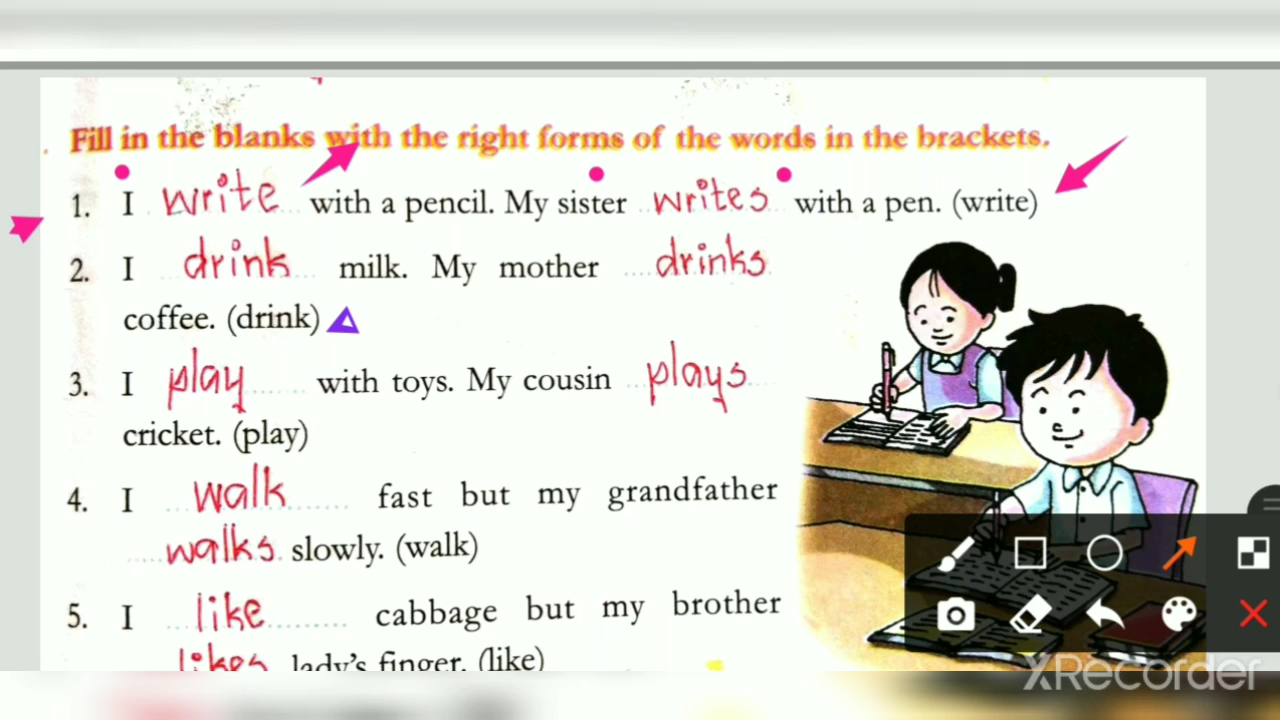 Fill in the blanks with the right forms of the words in the brackets.
1. I write with a pencil. My sister writes with a pen. (write)
2. I drink milk. My mother drinks
coffee. (drink)
3. I play with toys. My cousin plays
cricket. (play)
4. I walk fast but my grandfather
walks slowly. (walk)
5. I like cabbage but my brother
likes lady's finger. (like)
XRecorder